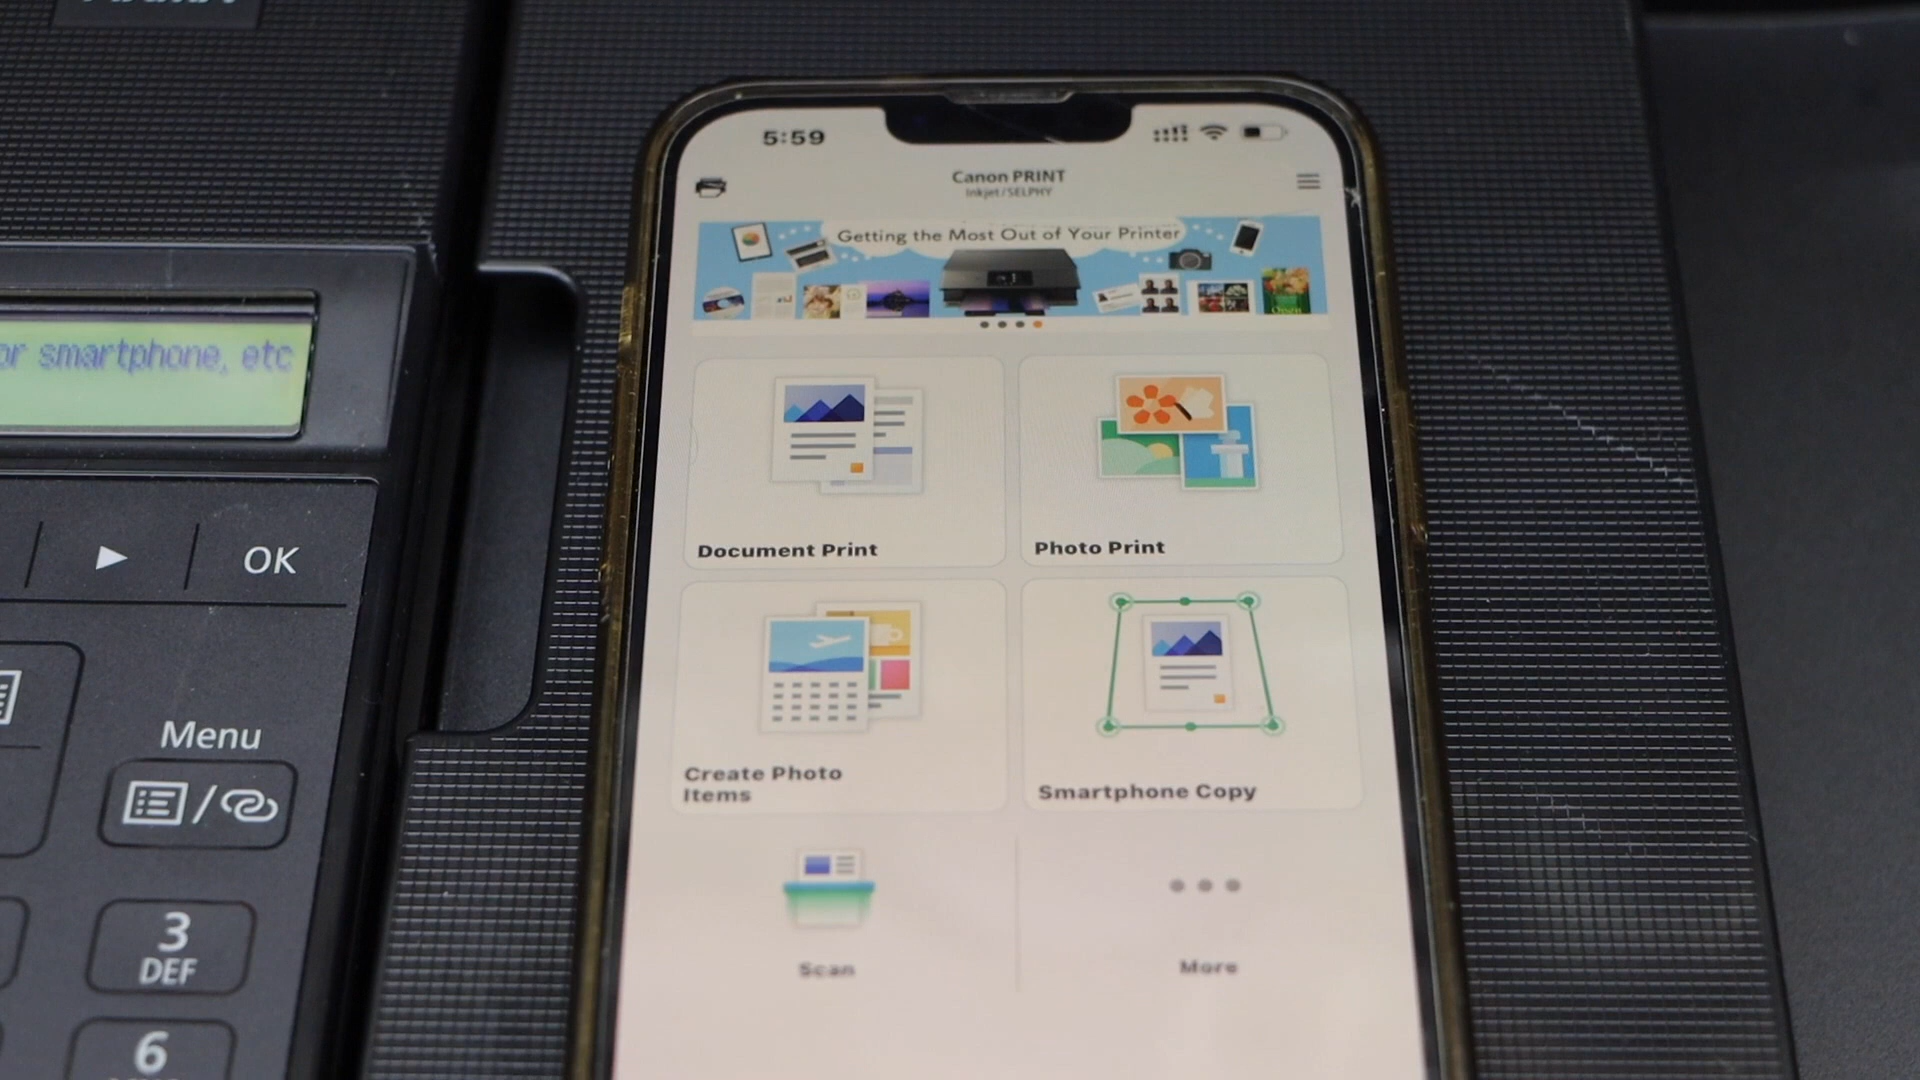 or smartphone, etc
OK
Menu
3
DEF
6
5:59
Canon PRINT
Inkjet/SELPHY
Getting the Most Out of Your Printer
Document Print
Photo Print
Create Photo
Items
Smartphone Copy
Scan
More